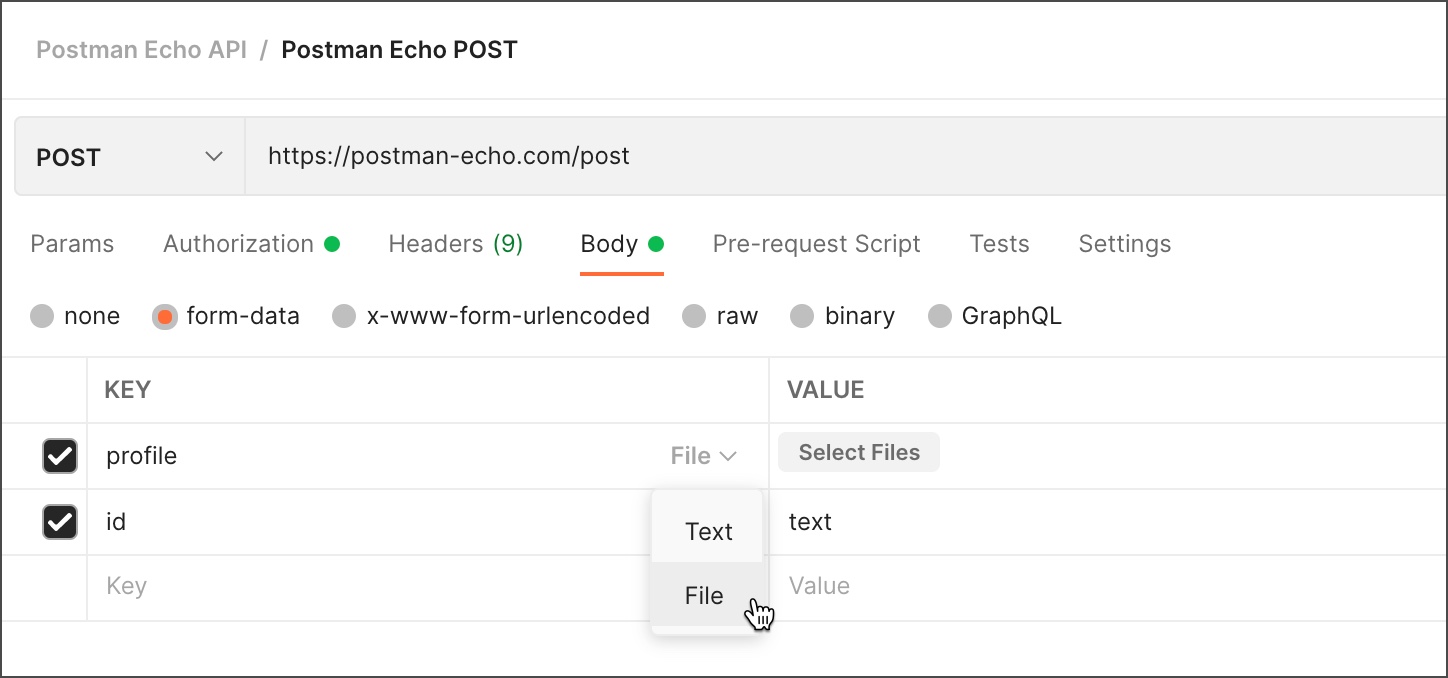 Postman Echo API / Postman Echo POST
POST https://postman-echo.com/post
Params Authorization Headers (9) Body Pre-request Script Tests Settings
none form-data x-www-form-urlencoded raw binary GraphQL
KEY VALUE
profile File Select Files
id text
Text
Key Value
File